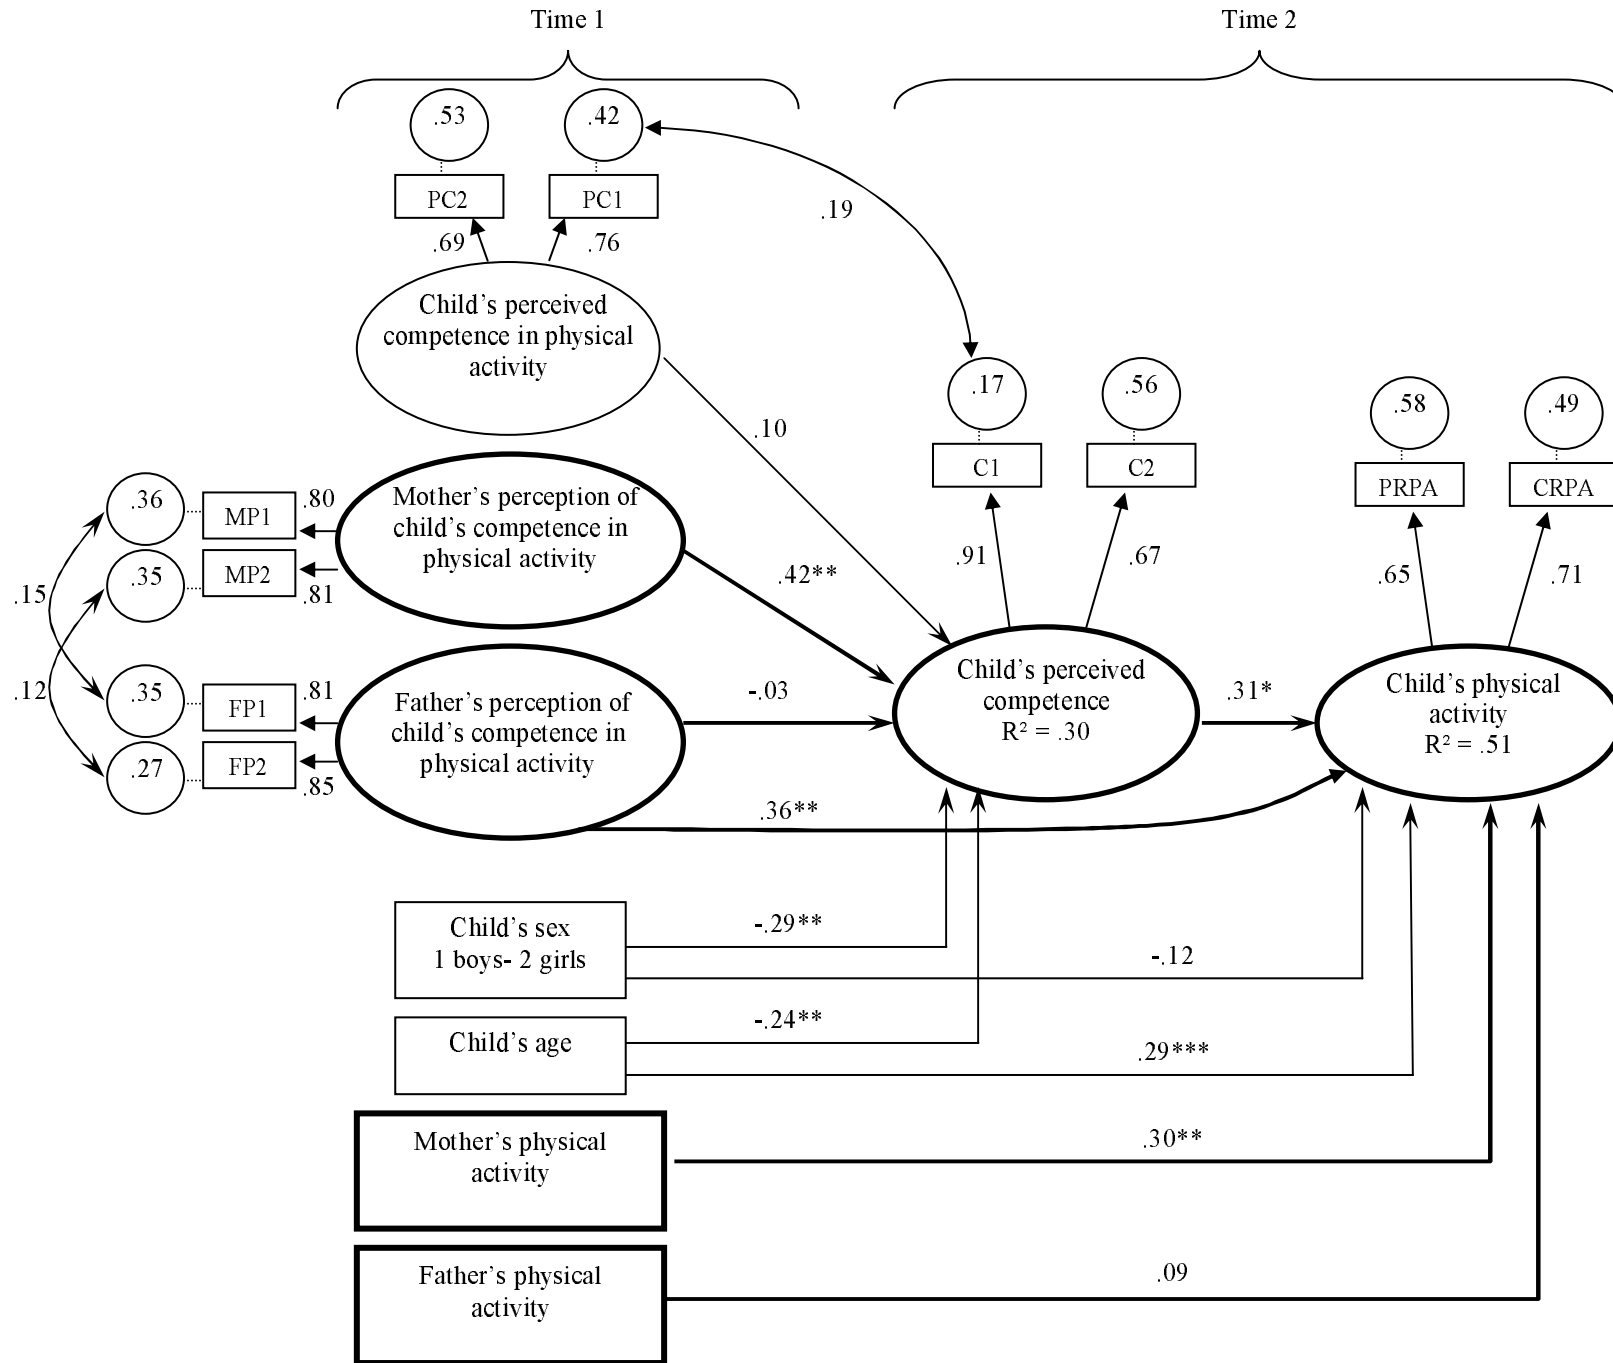 Time 1
Time 2
.53
.42
PC2
PC1
.19
.69
.76
Child’s perceived
competence in physical
activity
.17
.56
.58
.49
.10
C1
C2
PRPA
CRPA
.36
MP1
.80
Mother’s perception of
child’s competence in
physical activity
.35
MP2
.81
.15
.42**
.91
.67
.65
.71
.12
.35
FP1
.81
Father’s perception of
child’s competence in
physical activity
.27
FP2
.85
-.03
Child’s perceived
competence
R² = .30
.31*
Child’s physical
activity
R² = .51
.36**
Child’s sex
1 boys- 2 girls
-.29**
-.12
Child’s age
-.24**
.29***
Mother’s physical
activity
.30**
Father’s physical
activity
.09